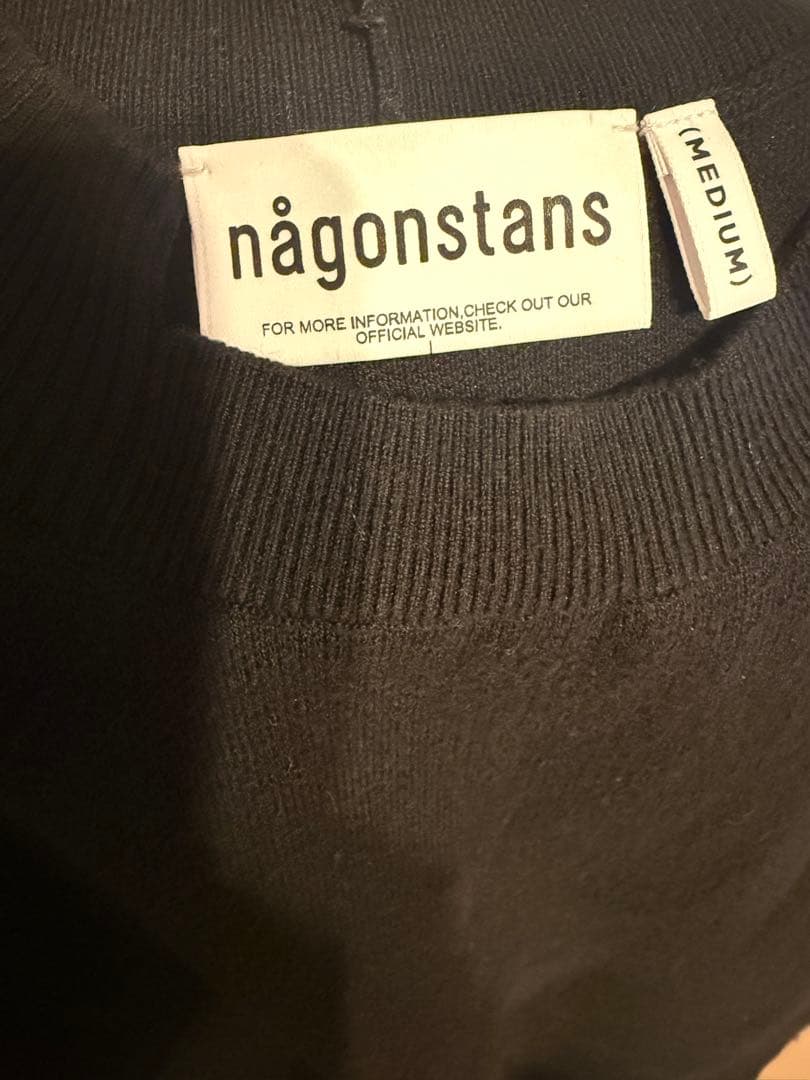 någonstans
FOR MORE INFORMATION,CHECK OUT OUR
OFFICIAL WEBSITE.
(MEDIUM)